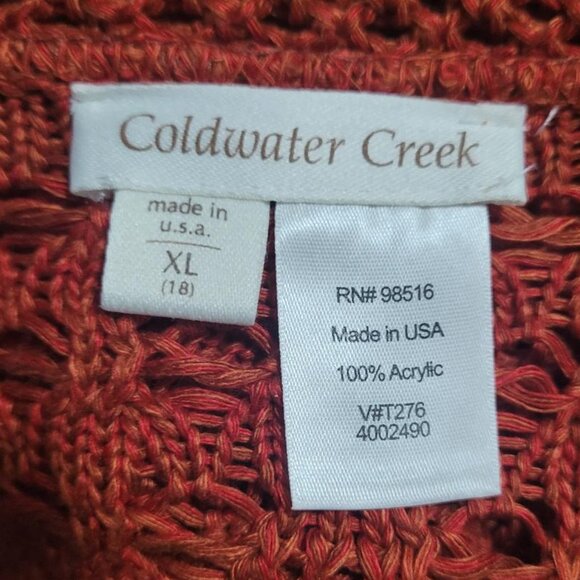 Coldwater Creek
made in
u.s.a.
XL
(18)
RN# 98516
Made in USA
100% Acrylic
V#T276
4002490